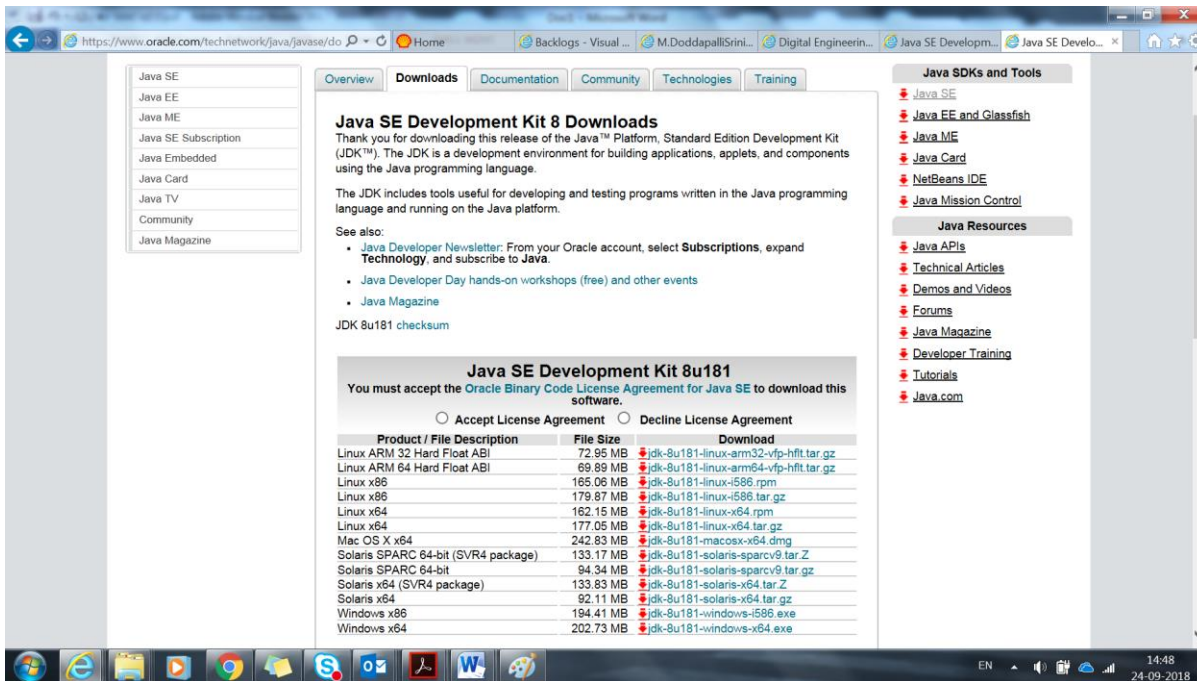 https://www.oracle.com/technetwork/java/javase/do
Home
Backlogs - Visual ...
M.DoddapalliSrini...
Digital Engineerin...
Java SE Developm...
Java SE Develo...
Java SE
Java EE
Java ME
Java SE Subscription
Java Embedded
Java Card
Java TV
Community
Java Magazine
Overview
Downloads
Documentation
Community
Technologies
Training
Java SE Development Kit 8 Downloads
Thank you for downloading this release of the Java™ Platform, Standard Edition Development Kit
(JDK™). The JDK is a development environment for building applications, applets, and components
using the Java programming language.
The JDK includes tools useful for developing and testing programs written in the Java programming
language and running on the Java platform.
See also:
• Java Developer Newsletter: From your Oracle account, select Subscriptions, expand
Technology, and subscribe to Java.
• Java Developer Day hands-on workshops (free) and other events
• Java Magazine
JDK 8u181 checksum
Java SE Development Kit 8u181
You must accept the Oracle Binary Code License Agreement for Java SE to download this
software.
Accept License Agreement Decline License Agreement
Product / File Description File Size Download
Linux ARM 32 Hard Float ABI 72.95 MB jdk-8u181-linux-arm32-vfp-hflt.tar.gz
Linux ARM 64 Hard Float ABI 69.89 MB jdk-8u181-linux-arm64-vfp-hflt.tar.gz
Linux x86 165.06 MB jdk-8u181-linux-i586.rpm
Linux x86 179.87 MB jdk-8u181-linux-i586.tar.gz
Linux x64 162.15 MB jdk-8u181-linux-x64.rpm
Linux x64 177.05 MB jdk-8u181-linux-x64.tar.gz
Mac OS X x64 242.83 MB jdk-8u181-macosx-x64.dmg
Solaris SPARC 64-bit (SVR4 package) 133.17 MB jdk-8u181-solaris-sparcv9.tar.Z
Solaris SPARC 64-bit 94.34 MB jdk-8u181-solaris-sparcv9.tar.gz
Solaris x64 (SVR4 package) 133.83 MB jdk-8u181-solaris-x64.tar.Z
Solaris x64 92.11 MB jdk-8u181-solaris-x64.tar.gz
Windows x86 194.41 MB jdk-8u181-windows-i586.exe
Windows x64 202.73 MB jdk-8u181-windows-x64.exe
Java SDKs and Tools
Java SE
Java EE and Glassfish
Java ME
Java Card
NetBeans IDE
Java Mission Control
Java Resources
Java APIs
Technical Articles
Demos and Videos
Forums
Java Magazine
Developer Training
Tutorials
Java.com
EN
14:48
24-09-2018